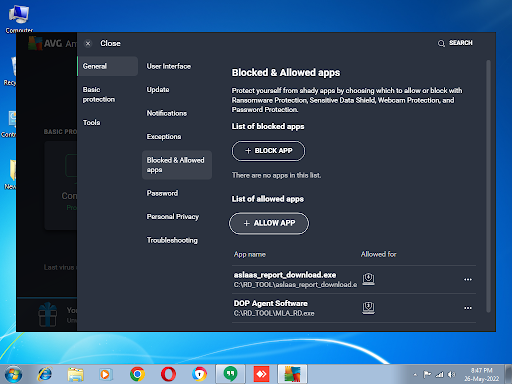 Computer
AVG An
Close
SEARCH
General
Basic
protection
Tools
User Interface
Update
Notifications
Exceptions
Blocked & Allowed
apps
Password
Personal Privacy
Troubleshooting
Blocked & Allowed apps
Protect yourself from shady apps by choosing which to allow or block with
Ransomware Protection, Sensitive Data Shield, Webcam Protection, and
Password Protection.
List of blocked apps
+ BLOCK APP
There are no apps in this list.
List of allowed apps
+ ALLOW APP
App name
Allowed for
aslaas_report_download.exe
C:\RD_TOOL\aslaas_report_download.e
DOP Agent Software
C:\RD_TOOL\MLA_RD.exe
Recy
Cont
New
BASIC PRO
Con
Pro
Last virus
You
Unw
8:47 PM
26-May-2022